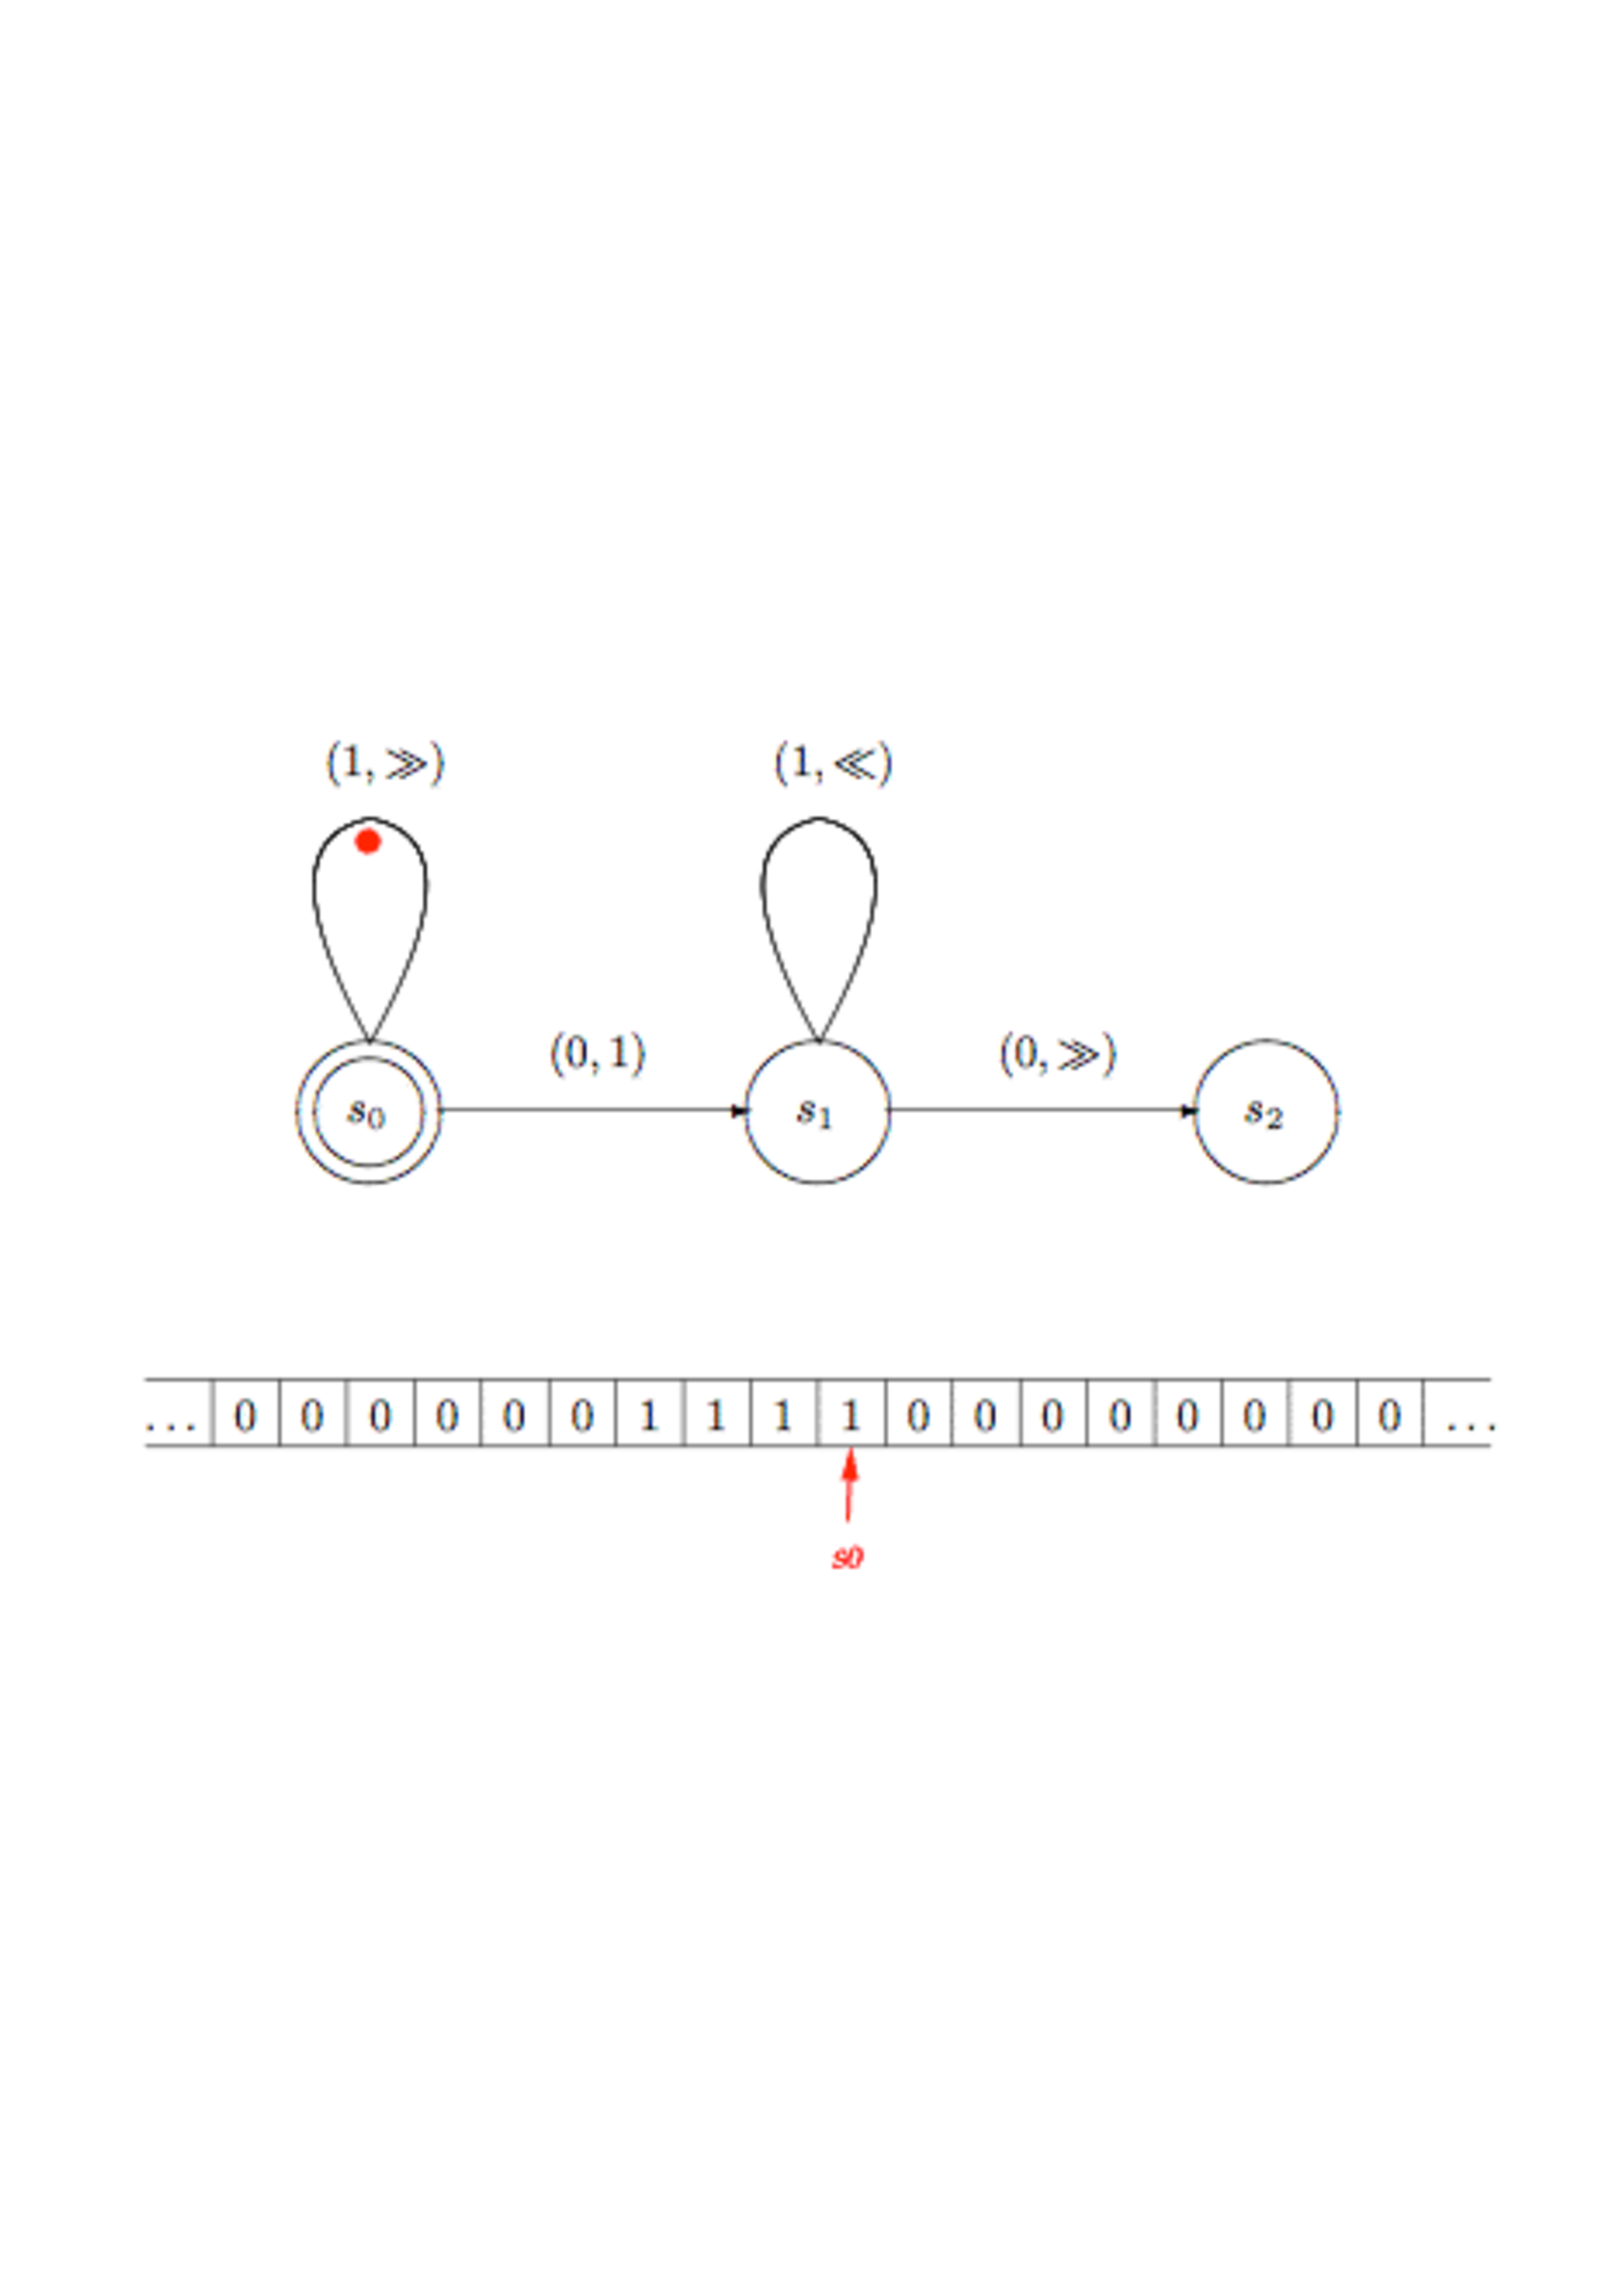 (1, ≫) (1, ≪)
(0, 1) (0, ≫)
s₀ s₁ s₂
... 0 0 0 0 0 0 1 1 1 1 0 0 0 0 0 0 0 0 ...
s0